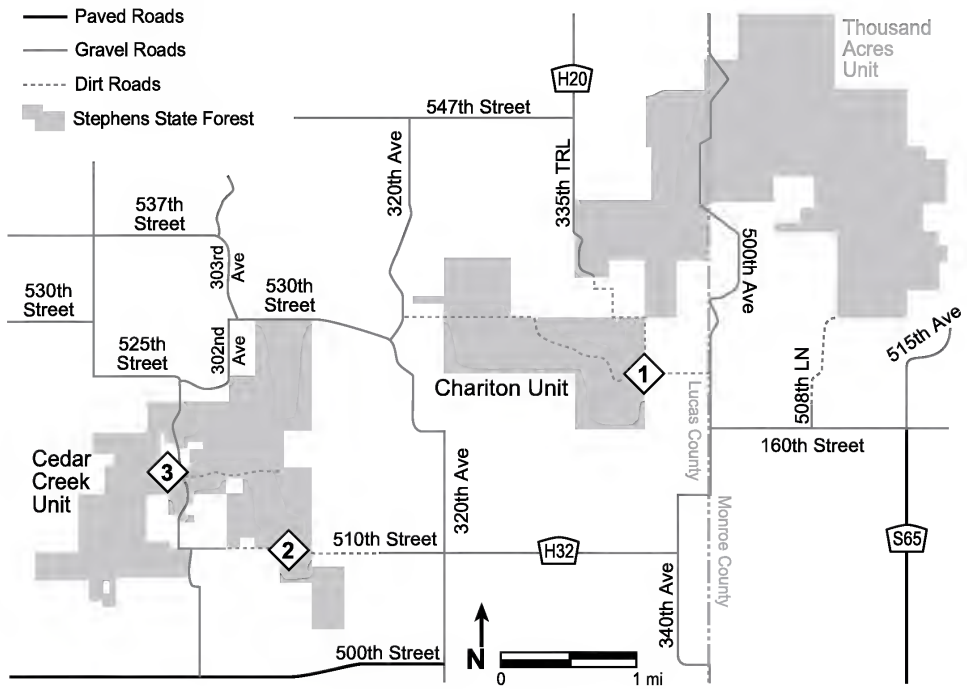 Paved Roads
Gravel Roads
Dirt Roads
Stephens State Forest
Thousand
Acres
Unit
H20
547th Street
320th Ave
335th TRL
537th
Street
303rd
Ave
500th Ave
530th
Street
530th
Street
525th
Street
302nd
Ave
515th Ave
1
Chariton Unit
508th LN
Lucas County
160th Street
Cedar
Creek
Unit
3
320th Ave
Monroe County
2
510th Street
H32
S65
340th Ave
500th Street
N
0
1 mi